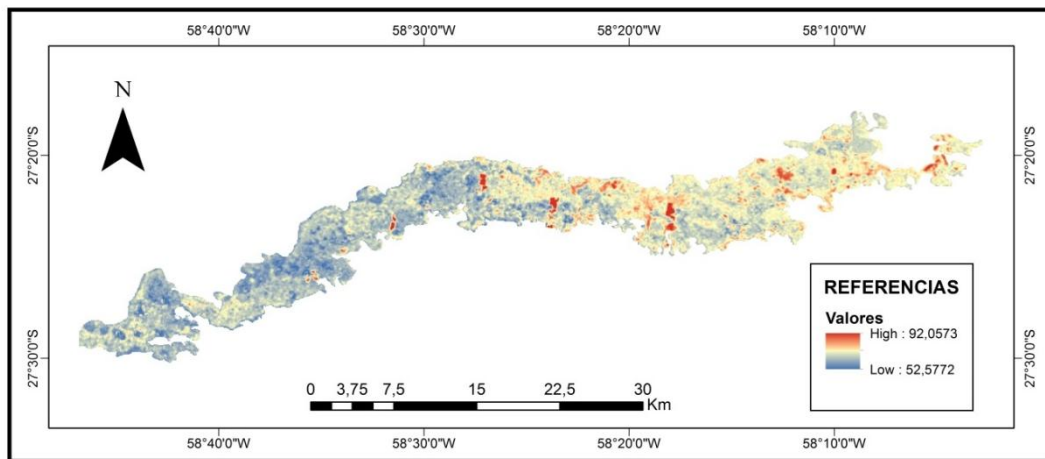 58°40'0"W 58°30'0"W 58°20'0"W 58°10'0"W
N
27°20'0"S 27°20'0"S
REFERENCIAS
Valores
High : 92,0573
Low : 52,5772
27°30'0"S 27°30'0"S
0 3,75 7,5 15 22,5 30
Km
58°40'0"W 58°30'0"W 58°20'0"W 58°10'0"W